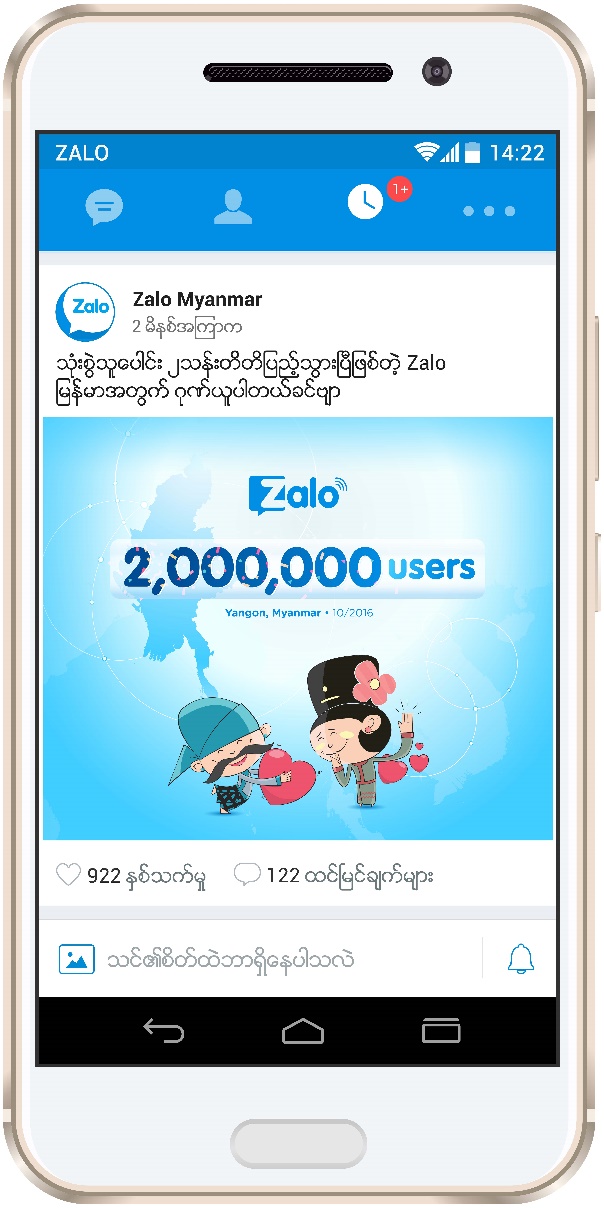 ZALO
14:22
1+
Zalo
Zalo Myanmar
2 မိနစ်အကြာက
သုံးစွဲသူပေါင်း ၂သန်းတိတိပြည့်သွားပြီဖြစ်တဲ့ Zalo
မြန်မာအတွက် ဂုဏ်ယူပါတယ်ခင်ဗျာ
Zalo
2,000,000 users
Yangon, Myanmar • 10/2016
922 နှစ်သက်မှု
122 ထင်မြင်ချက်များ
သင်၏စိတ်ထဲဘာရှိနေပါသလဲ